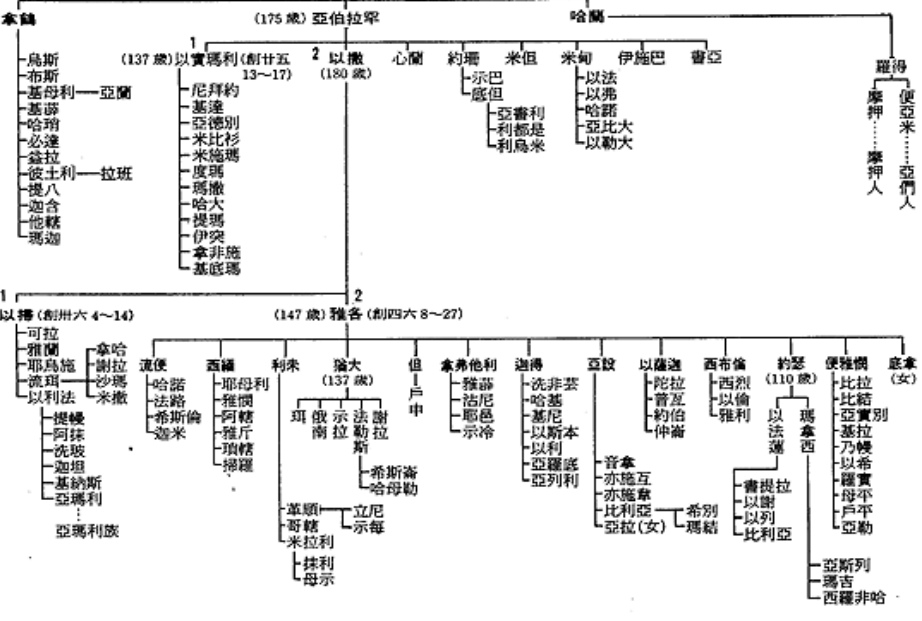 拿鶴
(175歲)亞伯拉罕
哈蘭
烏斯
布斯
基母利——亞蘭
基薛
哈瑣
必達
益拉
彼土利——拉班
提八
迦含
他轄
瑪迦
1
(137歲)以實瑪利(創廿五
13~17)
尼拜約
基達
亞德別
米比衫
米施瑪
度瑪
瑪撒
哈大
提瑪
伊突
拿非施
基底瑪
2
以撒
(180歲)
心蘭
約珊
示巴
底但
亞書利
利都是
利烏米
米但
米甸
以法
以弗
哈諾
亞比大
以勒大
伊施巴
書亞
羅得
摩押……摩押人
便亞米……亞們人
1
以掃(創卅六4~14)
可拉
雅蘭
耶烏施
流珥
以利法
拿哈
謝拉
沙瑪
米撒
提幔
阿抹
洗玻
迦坦
基納斯
亞瑪利
亞瑪利族
2
(147歲)雅各(創四六8~27)
流便
哈諾
法路
希斯倫
迦米
西緬
耶母利
雅憫
阿轄
雅斤
瑣轄
掃羅
利未
革順
立尼
示每
哥轄
米拉利
抹利
母示
猶大
(137歲)
珥
俄南
示拉
法勒斯
謝拉
希斯崙
哈母勒
但
戶伸
拿弗他利
雅薛
沽尼
耶邑
示冷
迦得
洗非芸
哈基
基尼
以斯本
以利
亞羅底
亞列利
亞設
音拿
亦施瓦
亦施韋
比利亞
希別
瑪結
亞拉(女)
以薩迦
陀拉
普瓦
約伯
伸崙
西布倫
西烈
以倫
雅利
約瑟
(110歲)
以法蓮
書提拉
以謝
以列
比利亞
瑪拿西
亞斯列
瑪吉
西羅非哈
便雅憫
比拉
比結
亞實別
基拉
乃幔
以希
羅實
母平
戶平
亞勒
底拿
(女)